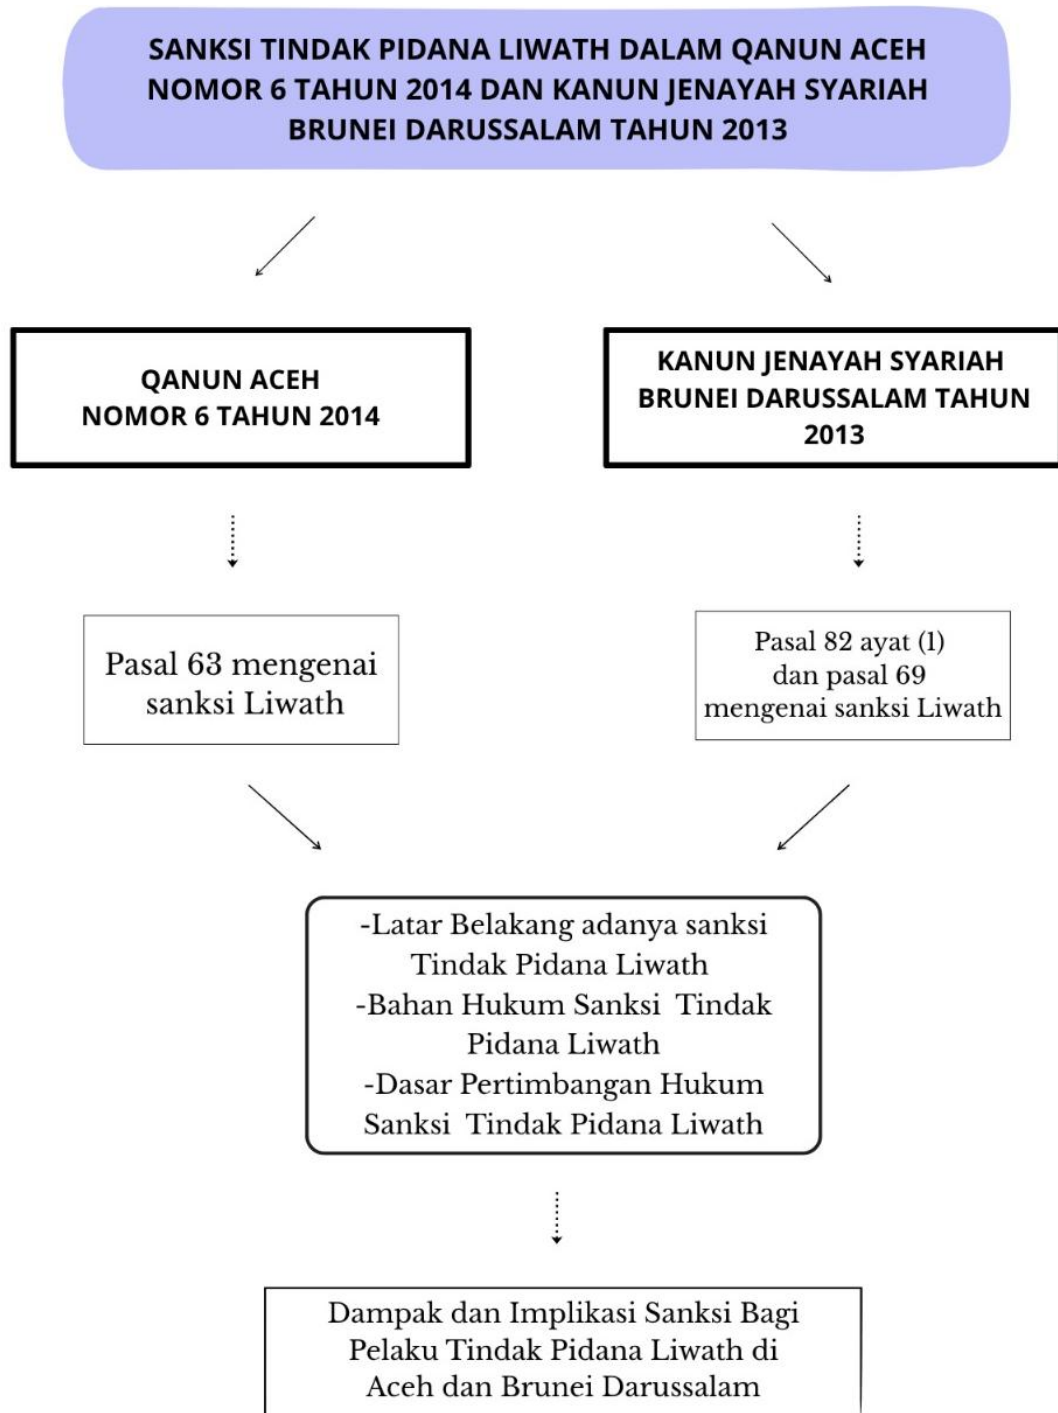 SANKSI TINDAK PIDANA LIWATH DALAM QANUN ACEH
NOMOR 6 TAHUN 2014 DAN KANUN JENAYAH SYARIAH
BRUNEI DARUSSALAM TAHUN 2013
QANUN ACEH
NOMOR 6 TAHUN 2014
KANUN JENAYAH SYARIAH
BRUNEI DARUSSALAM TAHUN
2013
Pasal 63 mengenai
sanksi Liwath
Pasal 82 ayat (1)
dan pasal 69
mengenai sanksi Liwath
-Latar Belakang adanya sanksi
Tindak Pidana Liwath
-Bahan Hukum Sanksi Tindak
Pidana Liwath
-Dasar Pertimbangan Hukum
Sanksi Tindak Pidana Liwath
Dampak dan Implikasi Sanksi Bagi
Pelaku Tindak Pidana Liwath di
Aceh dan Brunei Darussalam